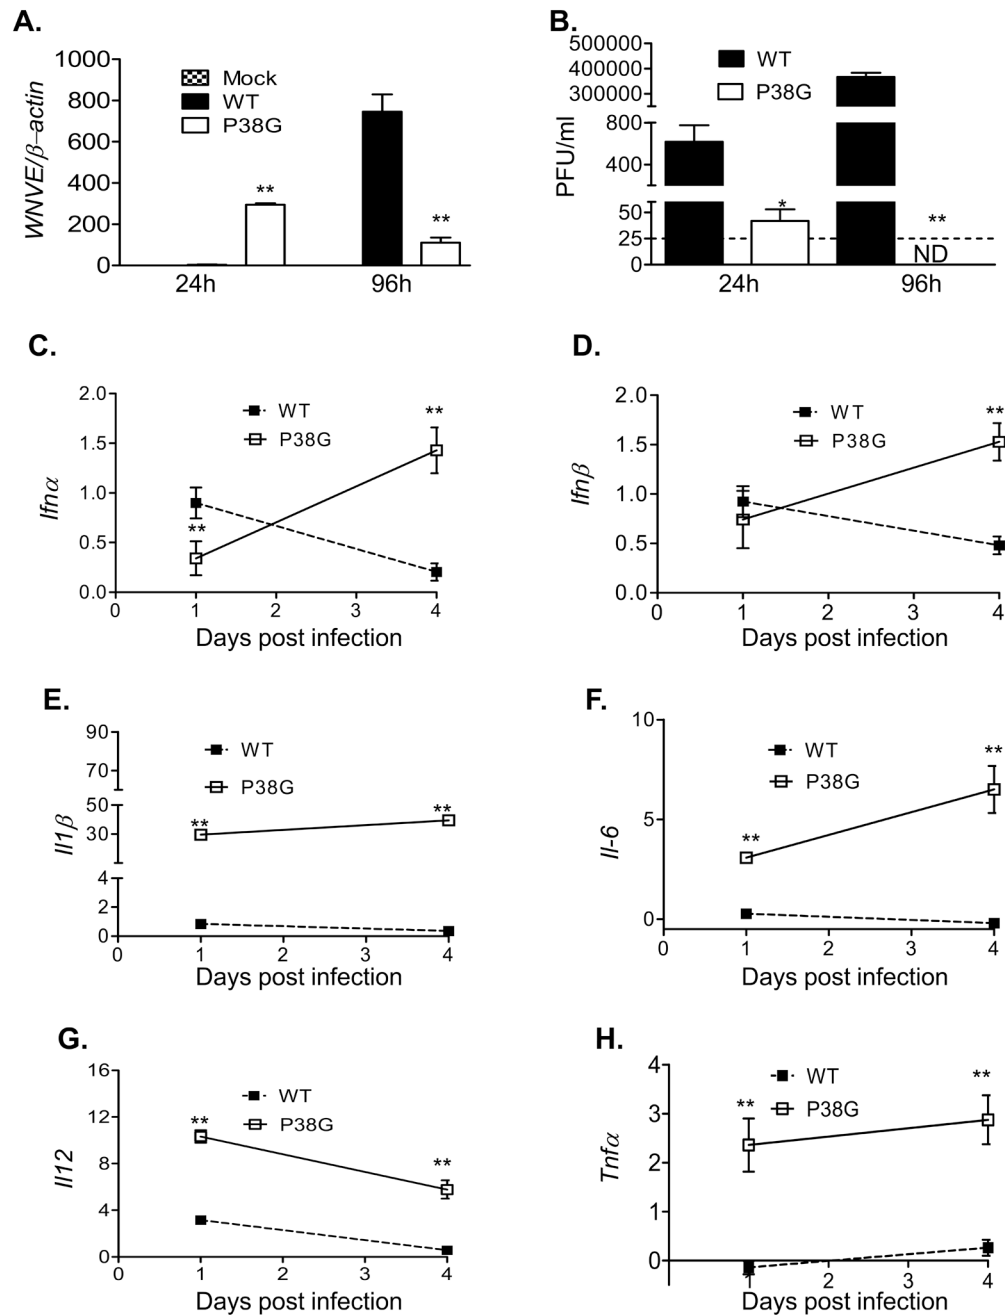 A.
WNVE/β–actin
1000
800
600
400
200
0
Mock
WT
P38G
**
**
24h
96h
B.
PFU/ml
500000
400000
300000
800
400
50
25
0
WT
P38G
*
**
ND
24h
96h
C.
Ifnα
2.0
1.5
1.0
0.5
0.0
WT
P38G
**
**
0
1
2
3
4
Days post infection
D.
Ifnβ
2.0
1.5
1.0
0.5
0.0
WT
P38G
**
0
1
2
3
4
Days post infection
E.
Il1β
90
70
50
30
4
2
0
WT
P38G
**
**
0
1
2
3
4
Days post infection
F.
Il-6
10
5
0
WT
P38G
**
**
0
1
2
3
4
Days post infection
G.
Il12
16
12
8
4
0
WT
P38G
**
**
0
1
2
3
4
Days post infection
H.
Tnfα
4
3
2
1
0
WT
P38G
**
**
1
2
3
4
Days post infection